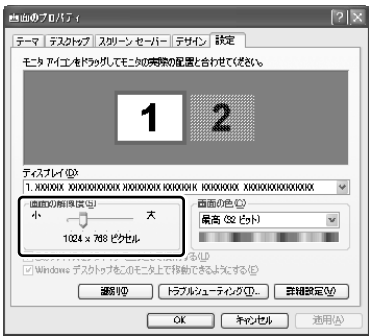 画面のプロパティ
テーマ デスクトップ スクリーン セーバー デザイン 設定
モニタ アイコンをドラッグしてモニタの実際の配置と合わせてください。
1 2
ディスプレイ(D):
画面の解像度(S) 画面の色(C)
小 大 最高 (32 ビット)
1024 x 768 ピクセル
Windows デスクトップをこのモニタ上で移動できるようにする(E)
識別(I) トラブルシューティング(T)... 詳細設定(V)
OK キャンセル 適用(A)